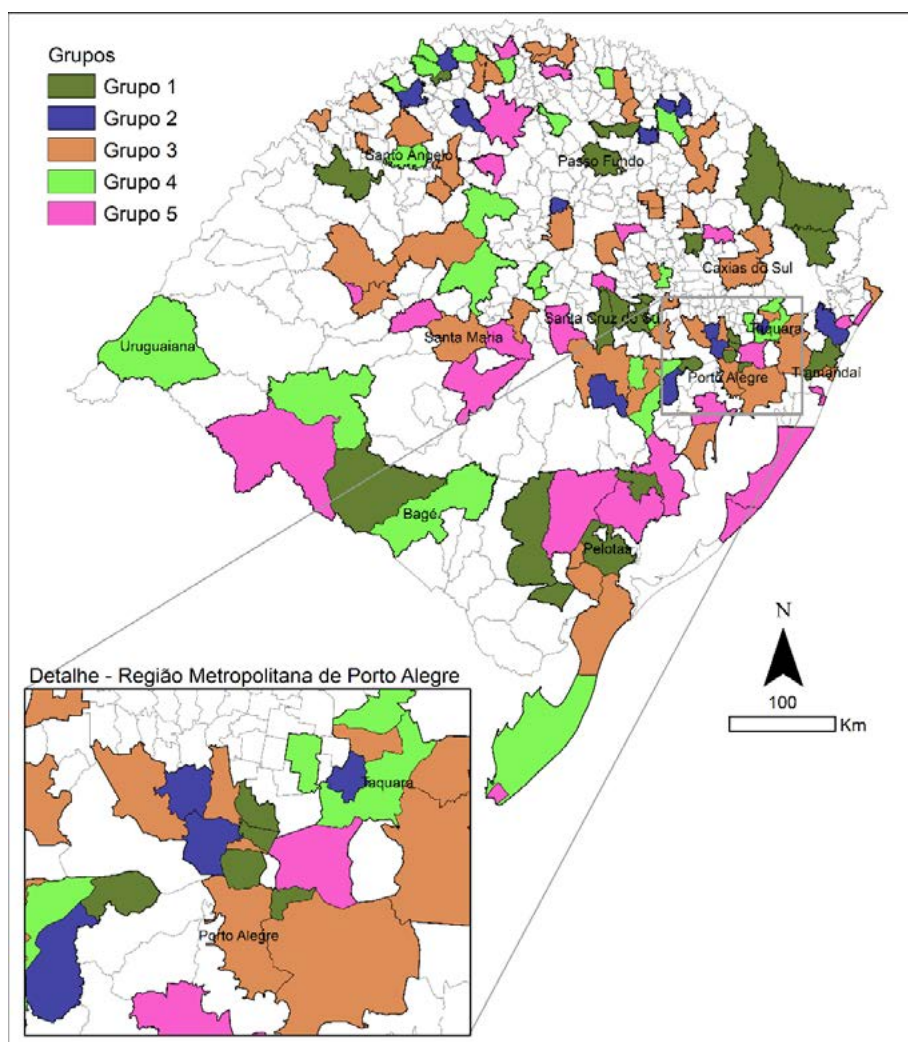 Grupos
Grupo 1
Grupo 2
Grupo 3
Grupo 4
Grupo 5
Santo Ângelo
Passo Fundo
Caxias do Sul
Santa Cruz do Sul
Taquara
Uruguaiana
Santa Maria
Porto Alegre
Tramandaí
Bagé
Pelotas
N
100
Km
Detalhe - Região Metropolitana de Porto Alegre
Taquara
Porto Alegre